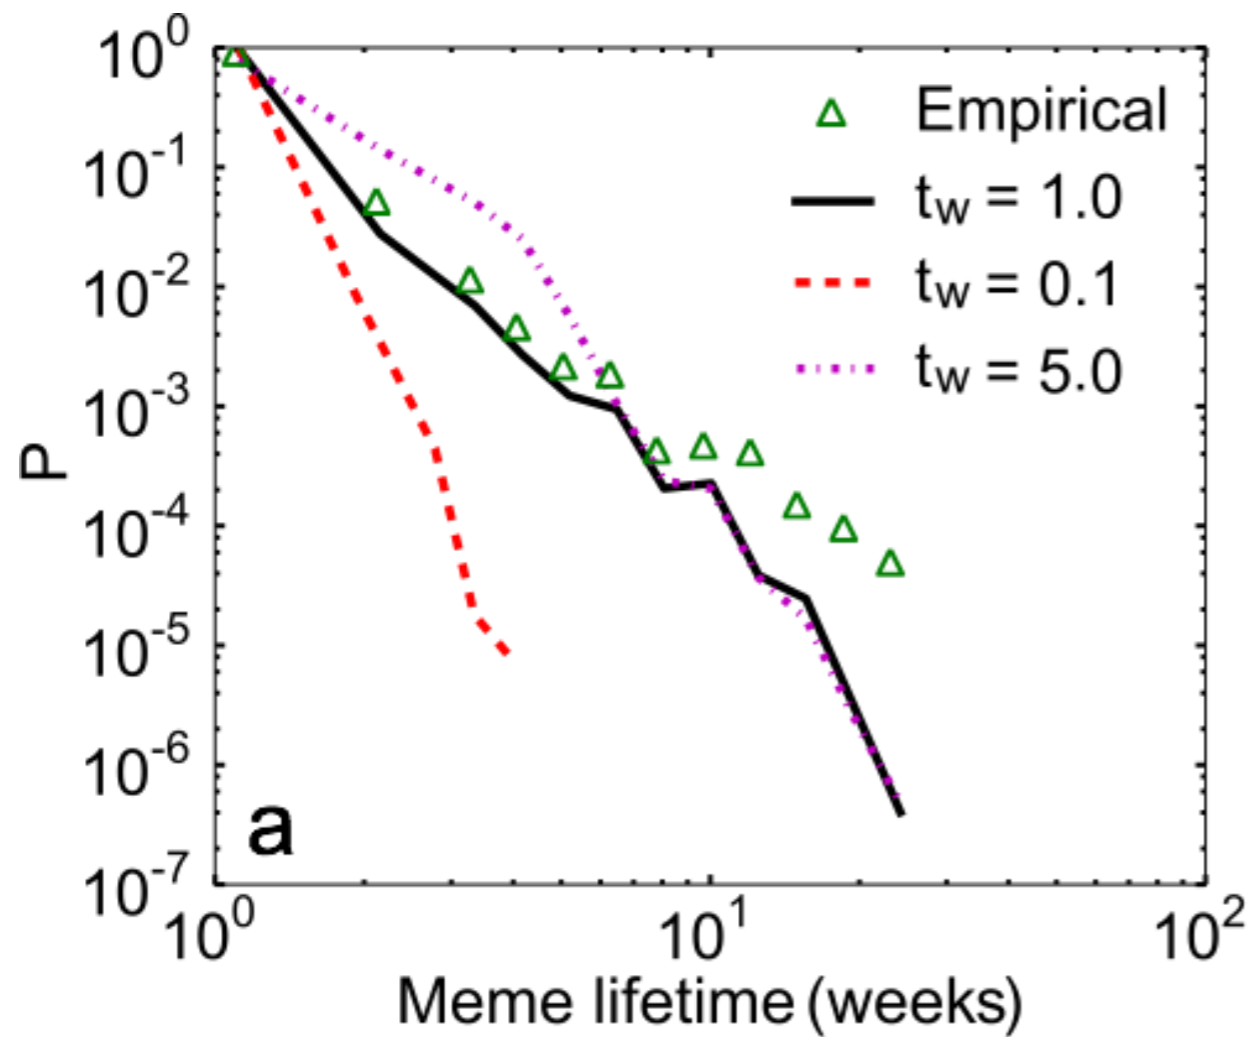 10^0
10^-1
10^-2
10^-3
10^-4
10^-5
10^-6
10^-7
P
Empirical
t_w = 1.0
t_w = 0.1
t_w = 5.0
a
10^0 10^1 10^2
Meme lifetime (weeks)